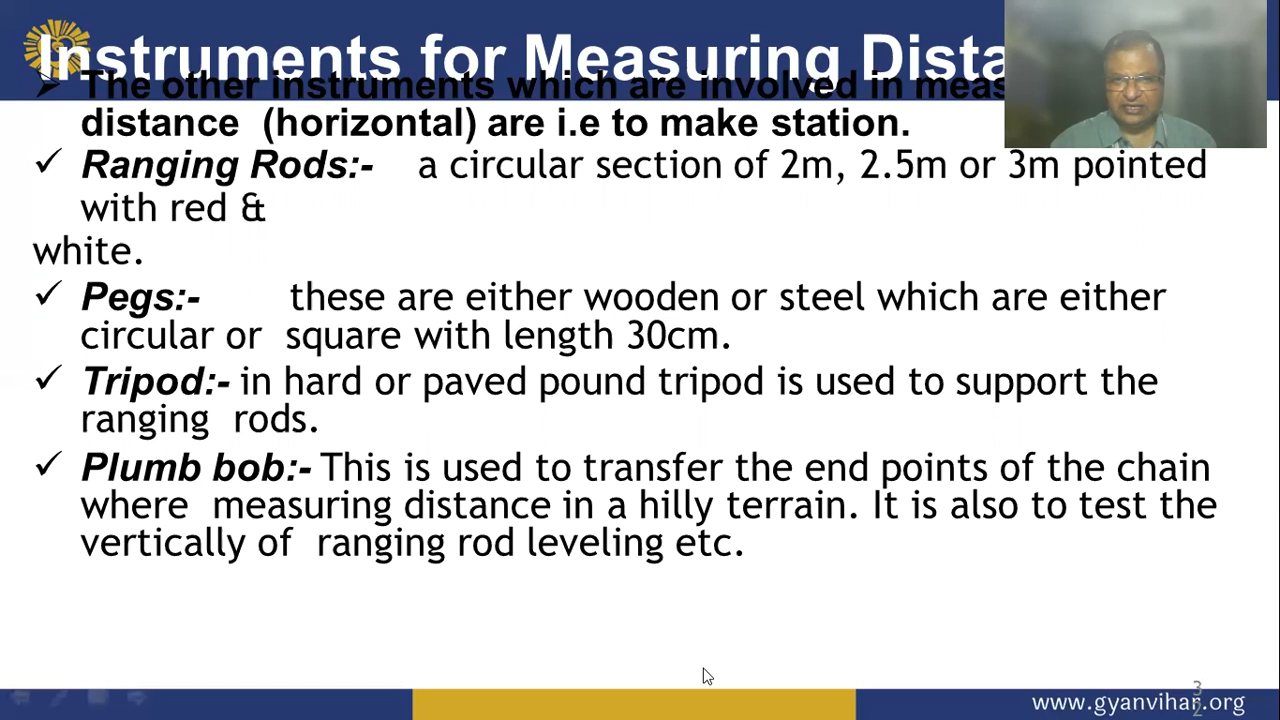 Instruments for Measuring
The other instruments which are involved in
distance (horizontal) are i.e to make station.
Ranging Rods:- a circular section of 2m, 2.5m or 3m pointed
with red &
white.
Pegs:- these are either wooden or steel which are either
circular or square with length 30cm.
Tripod:- in hard or paved pound tripod is used to support the
ranging rods.
Plumb bob:- This is used to transfer the end points of the chain
where measuring distance in a hilly terrain. It is also to test the
vertically of ranging rod leveling etc.
www.gyanvihar.org
32